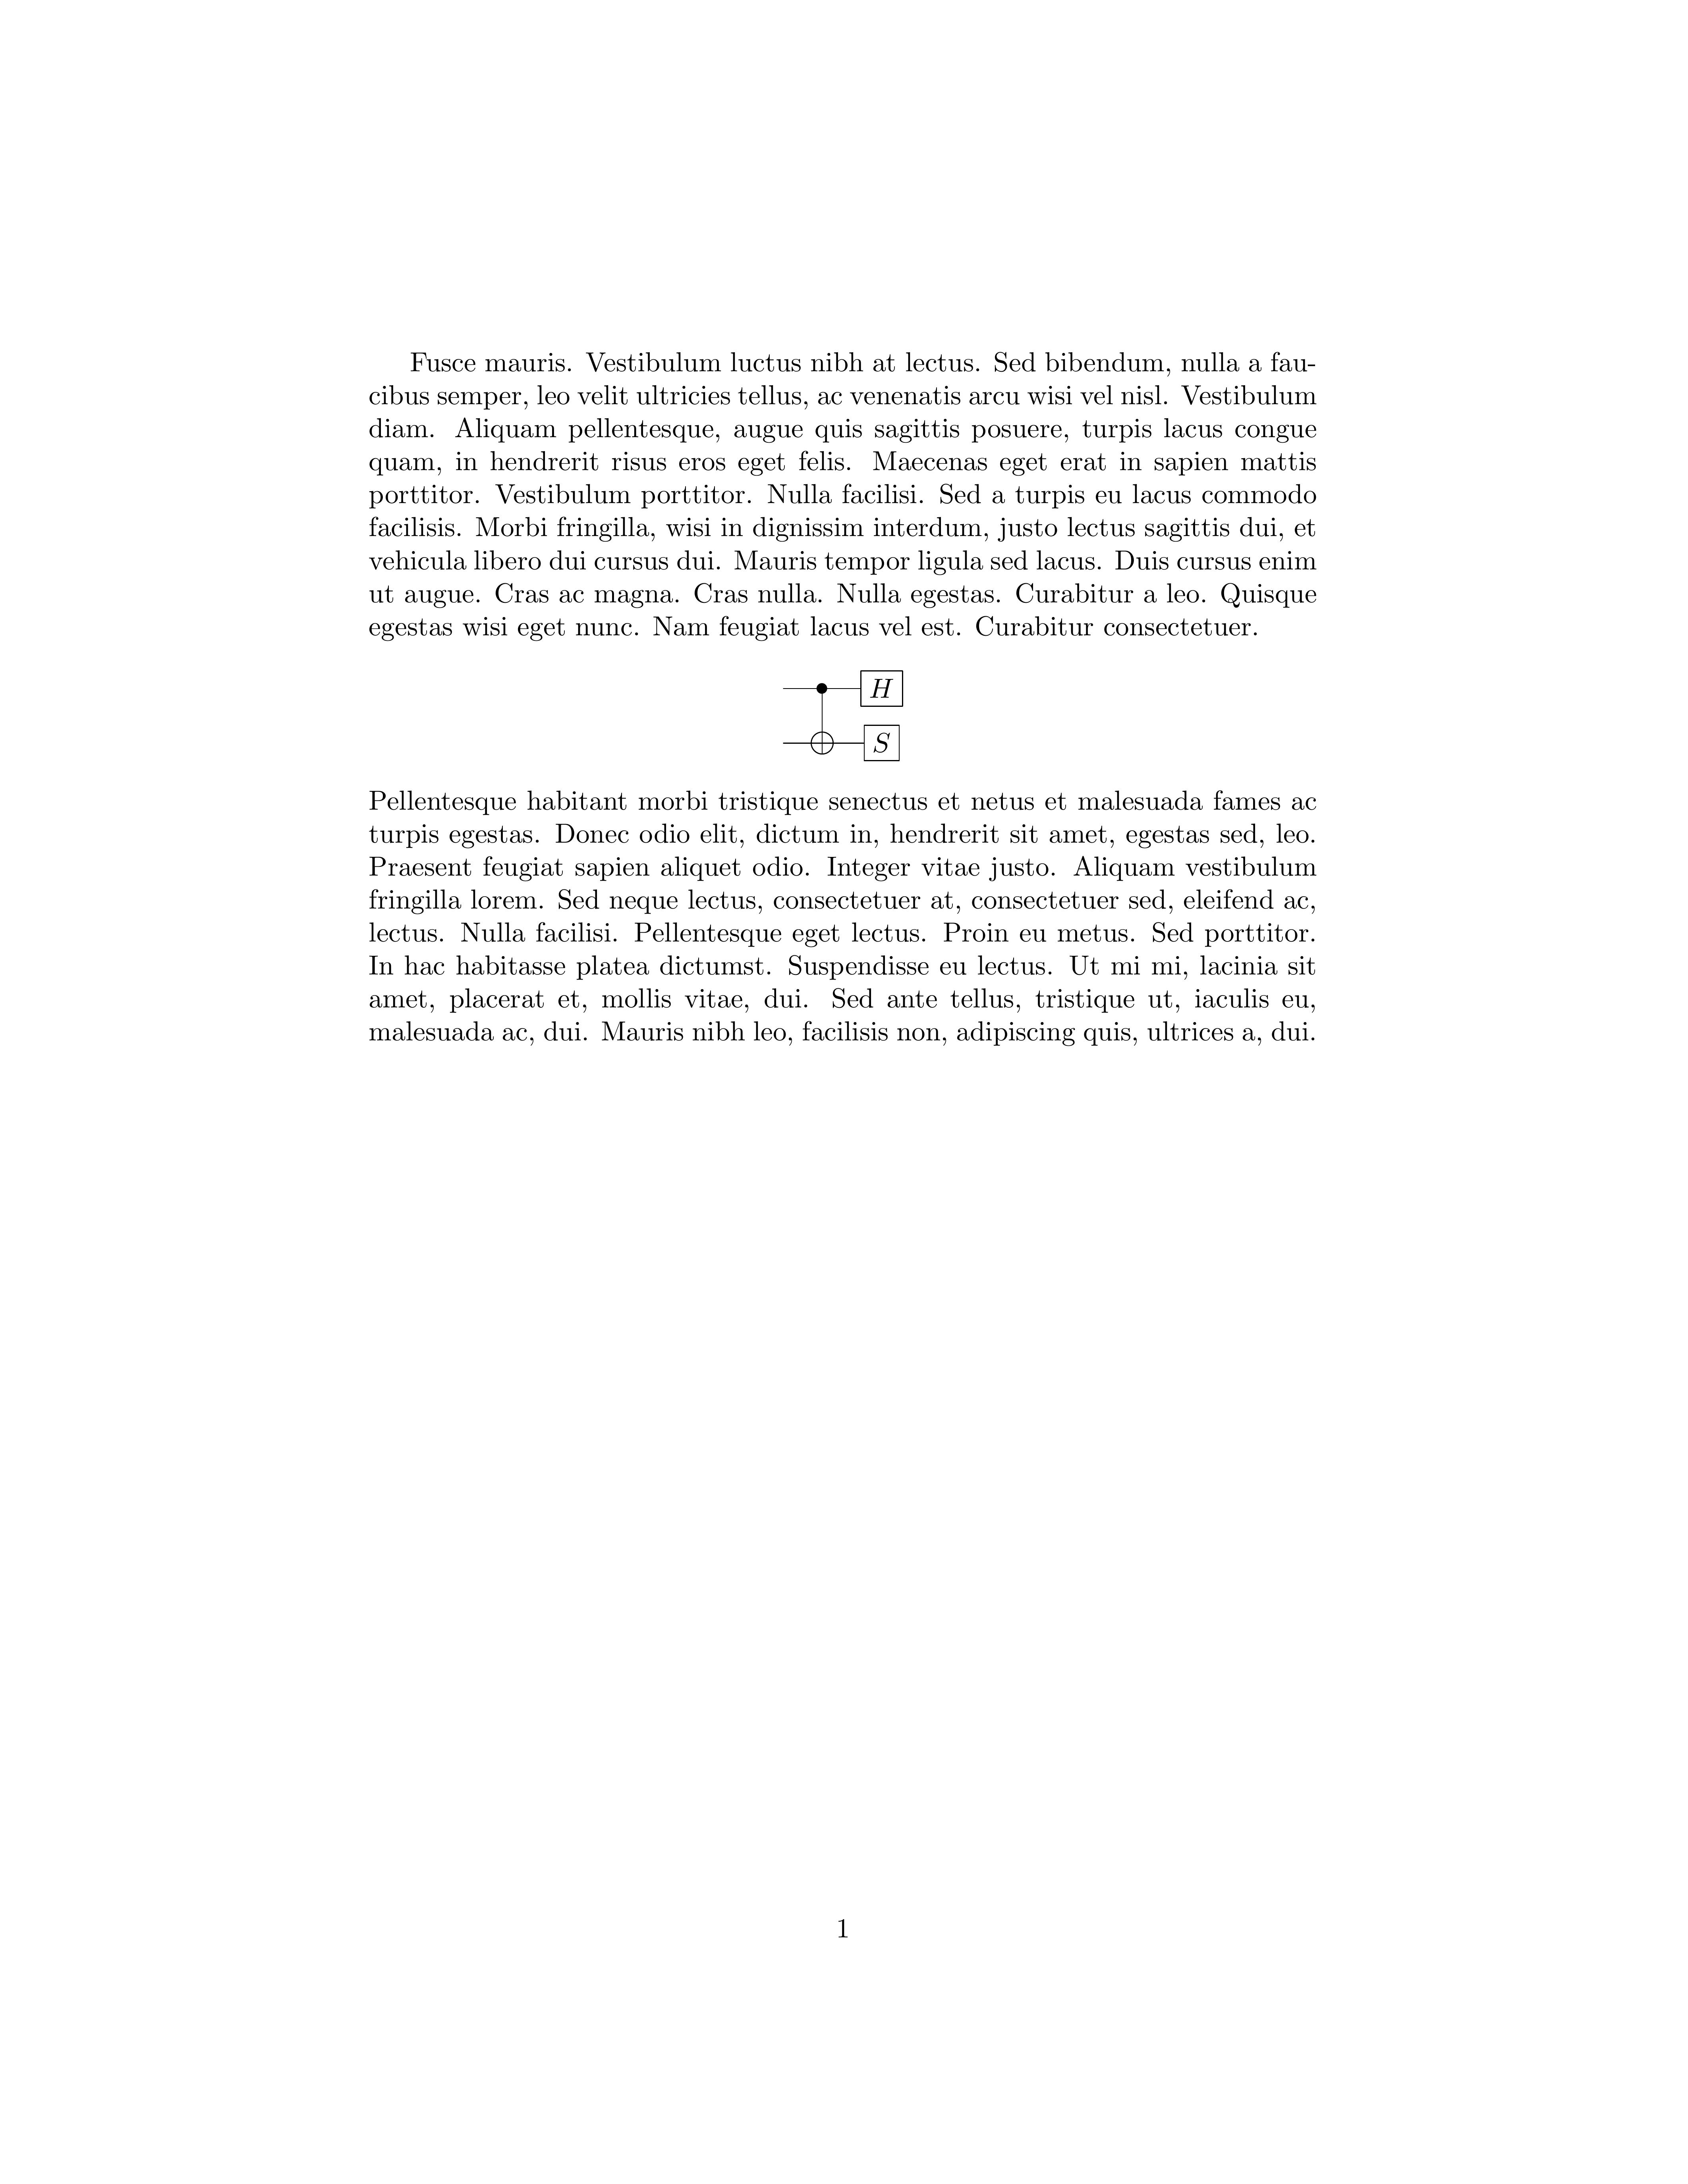 Fusce mauris. Vestibulum luctus nibh at lectus. Sed bibendum, nulla a fau-
cibus semper, leo velit ultricies tellus, ac venenatis arcu wisi vel nisl. Vestibulum
diam. Aliquam pellentesque, augue quis sagittis posuere, turpis lacus congue
quam, in hendrerit risus eros eget felis. Maecenas eget erat in sapien mattis
porttitor. Vestibulum porttitor. Nulla facilisi. Sed a turpis eu lacus commodo
facilisis. Morbi fringilla, wisi in dignissim interdum, justo lectus sagittis dui, et
vehicula libero dui cursus dui. Mauris tempor ligula sed lacus. Duis cursus enim
ut augue. Cras ac magna. Cras nulla. Nulla egestas. Curabitur a leo. Quisque
egestas wisi eget nunc. Nam feugiat lacus vel est. Curabitur consectetuer.
H
S
Pellentesque habitant morbi tristique senectus et netus et malesuada fames ac
turpis egestas. Donec odio elit, dictum in, hendrerit sit amet, egestas sed, leo.
Praesent feugiat sapien aliquet odio. Integer vitae justo. Aliquam vestibulum
fringilla lorem. Sed neque lectus, consectetuer at, consectetuer sed, eleifend ac,
lectus. Nulla facilisi. Pellentesque eget lectus. Proin eu metus. Sed porttitor.
In hac habitasse platea dictumst. Suspendisse eu lectus. Ut mi mi, lacinia sit
amet, placerat et, mollis vitae, dui. Sed ante tellus, tristique ut, iaculis eu,
malesuada ac, dui. Mauris nibh leo, facilisis non, adipiscing quis, ultrices a, dui.
1